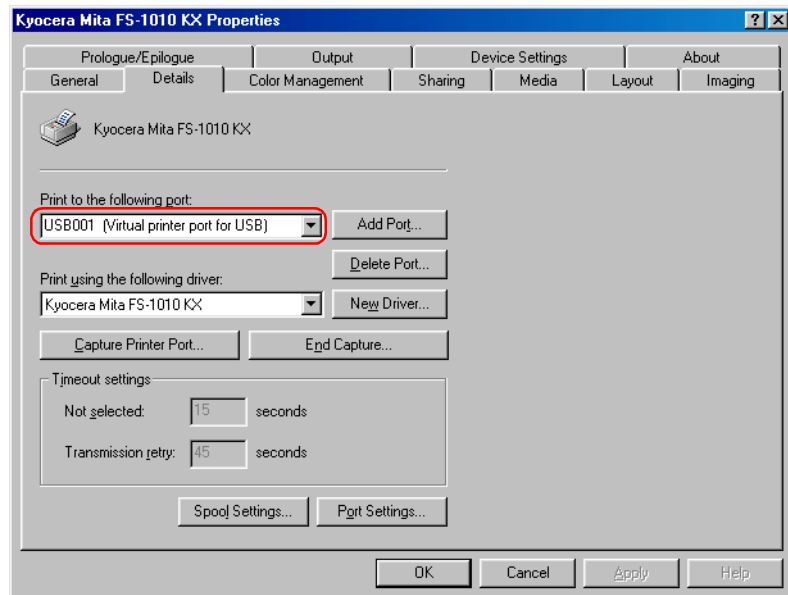 Kyocera Mita FS-1010 KX Properties
Prologue/Epilogue Output Device Settings About
General Details Color Management Sharing Media Layout Imaging
Kyocera Mita FS-1010 KX
Print to the following port:
USB001 (Virtual printer port for USB) Add Port...
Delete Port...
Print using the following driver:
Kyocera Mita FS-1010 KX New Driver...
Capture Printer Port... End Capture...
Timeout settings
Not selected: 15 seconds
Transmission retry: 45 seconds
Spool Settings... Port Settings...
OK Cancel Apply Help